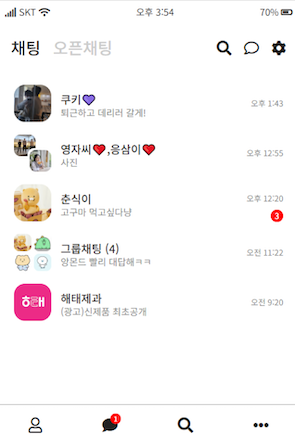 SKT 오후 3:54 70%
채팅 오픈채팅
쿠키💜 오후 1:43
퇴근하고 데리러 갈게!
영자씨❤️,응삼이❤️ 오후 12:55
사진
춘식이 오후 12:20
고구마 먹고싶다냥 3
그룹채팅 (4) 오전 11:22
앙몬드 빨리 대답해ㅋㅋ
해태 해태제과 오전 9:20
(광고)신제품 최초공개
1